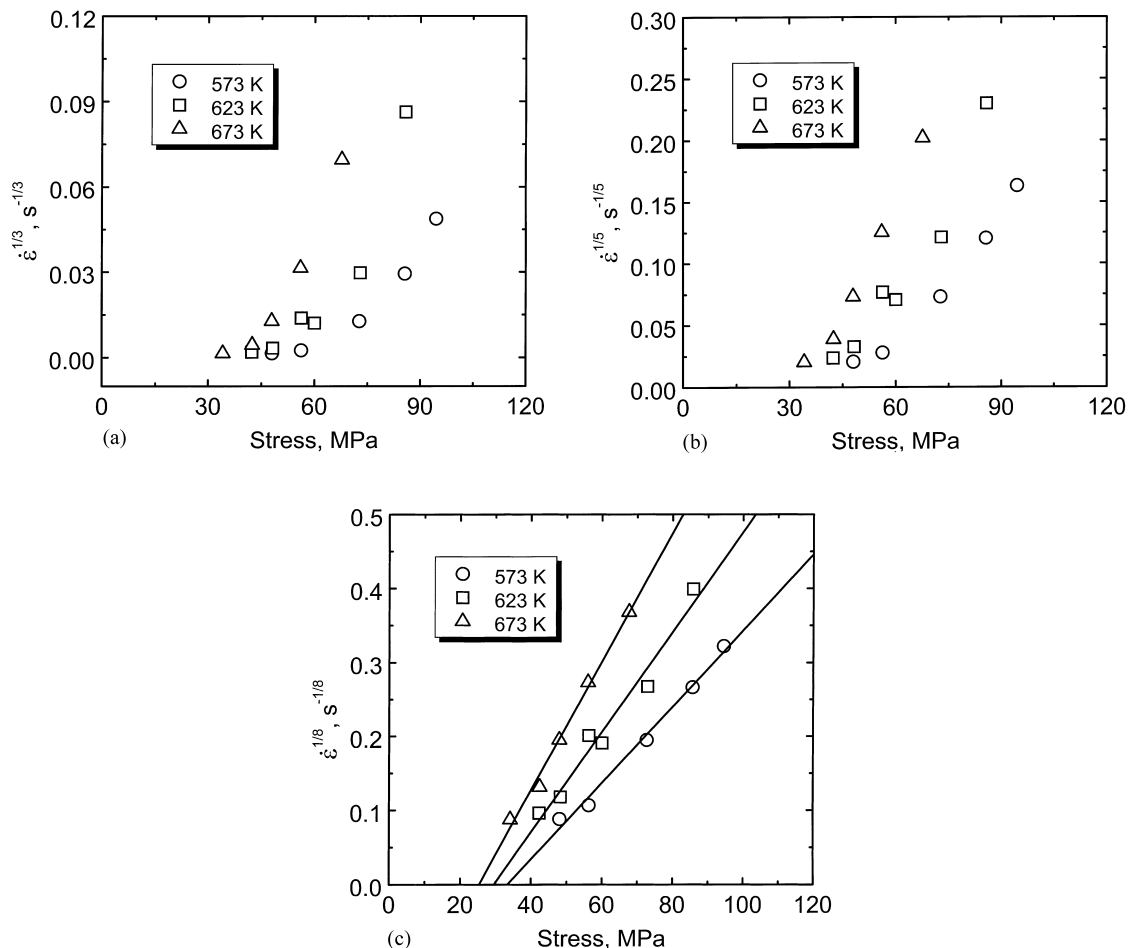 0.12
0.09
0.06
0.03
0.00
ε̇^1/3, s^-1/3
573 K
623 K
673 K
0 30 60 90 120
(a) Stress, MPa
0.30
0.25
0.20
0.15
0.10
0.05
0.00
ε̇^1/5, s^-1/5
573 K
623 K
673 K
0 30 60 90 120
(b) Stress, MPa
0.5
0.4
0.3
0.2
0.1
0.0
ε̇^1/8, s^-1/8
573 K
623 K
673 K
0 20 40 60 80 100 120
(c) Stress, MPa